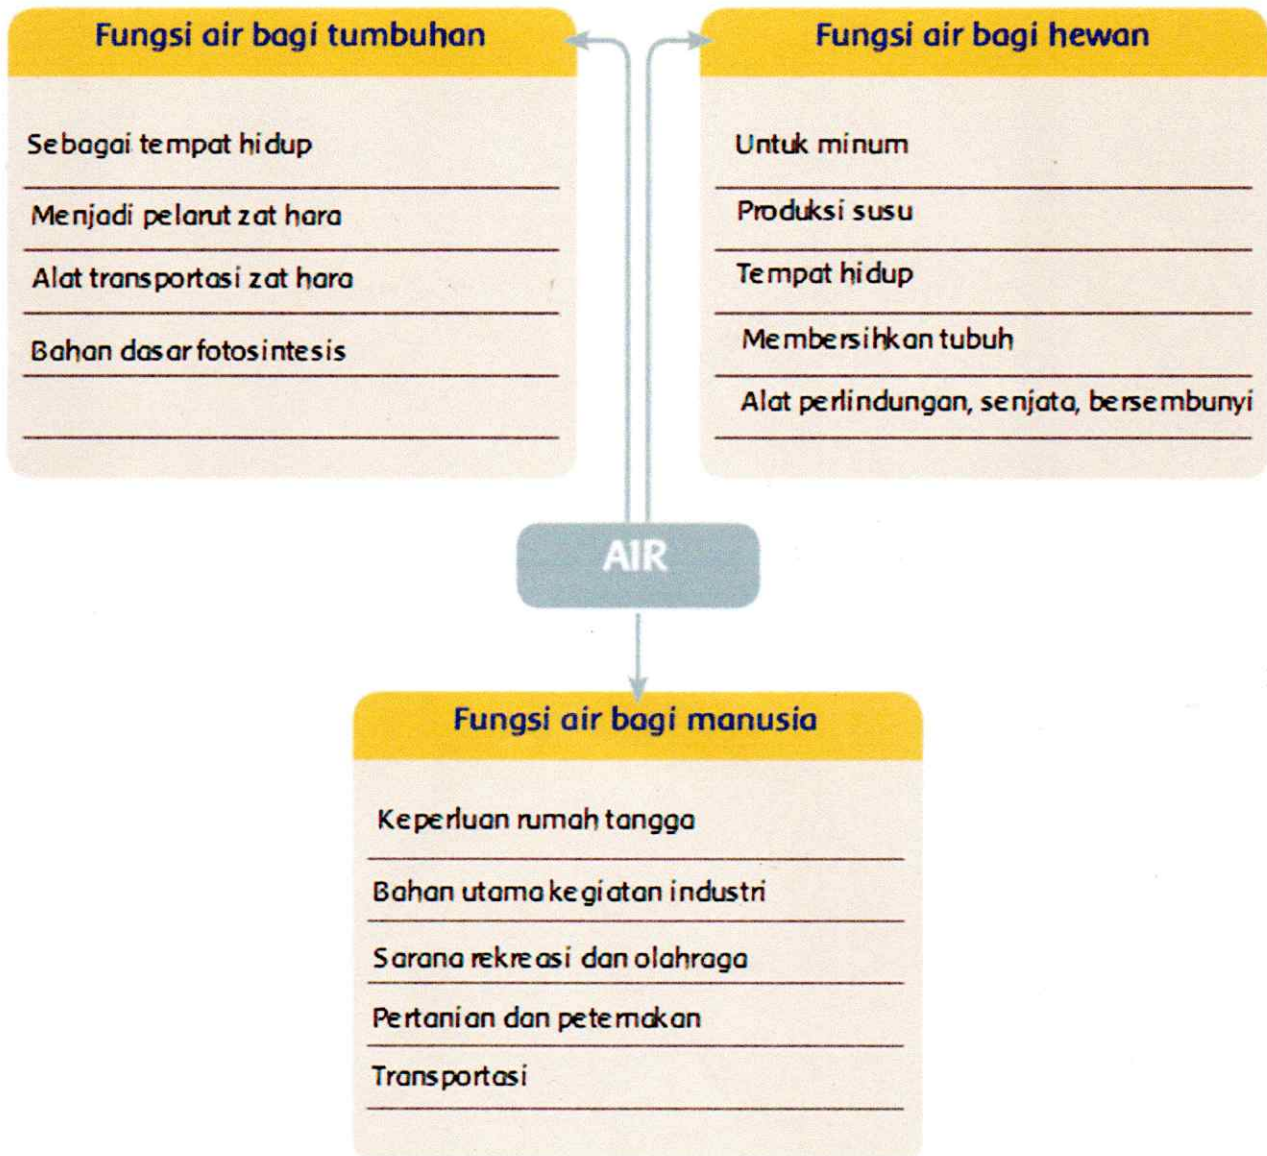 Fungsi air bagi tumbuhan
Sebagai tempat hidup
Menjadi pelarut zat hara
Alat transportasi zat hara
Bahan dasar fotosintesis
Fungsi air bagi hewan
Untuk minum
Produksi susu
Tempat hidup
Membersihkan tubuh
Alat perlindungan, senjata, bersembunyi
AIR
Fungsi air bagi manusia
Keperluan rumah tangga
Bahan utama kegiatan industri
Sarana rekreasi dan olahraga
Pertanian dan peternakan
Transportasi